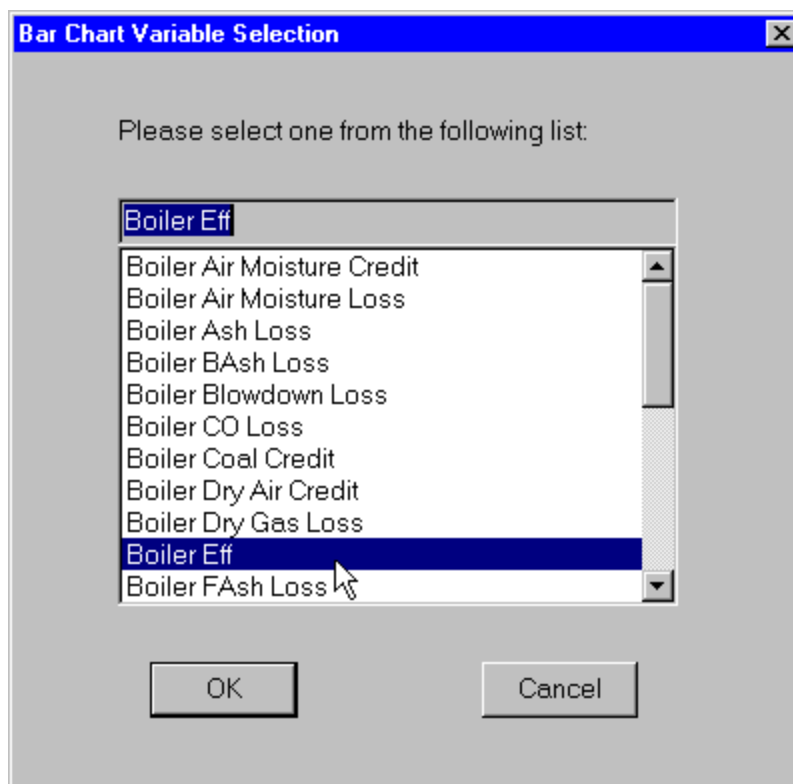 Bar Chart Variable Selection
Please select one from the following list:
Boiler Eff
Boiler Air Moisture Credit
Boiler Air Moisture Loss
Boiler Ash Loss
Boiler BAsh Loss
Boiler Blowdown Loss
Boiler CO Loss
Boiler Coal Credit
Boiler Dry Air Credit
Boiler Dry Gas Loss
Boiler Eff
Boiler FAsh Loss
OK
Cancel